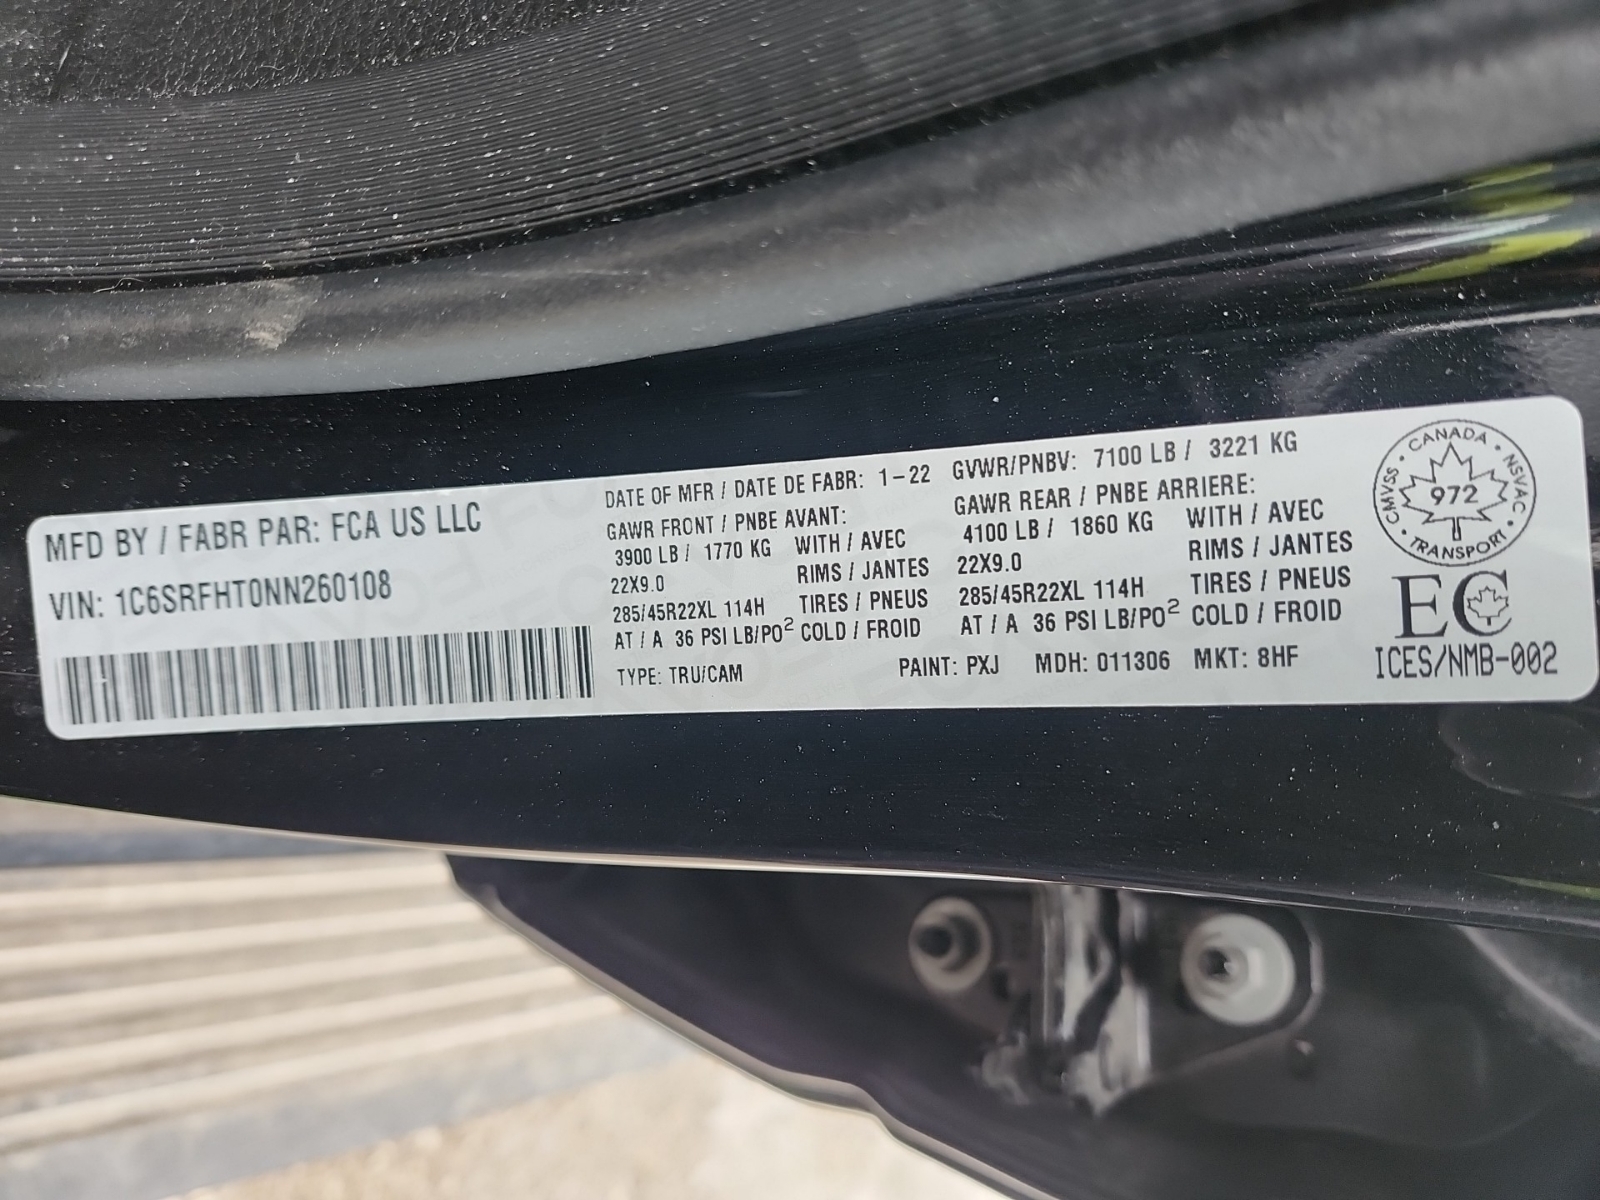 MFD BY / FABR PAR: FCA US LLC
VIN: 1C6SRFHT0NN260108
DATE OF MFR / DATE DE FABR: 1-22
GAWR FRONT / PNBE AVANT:
3900 LB / 1770 KG WITH / AVEC
22X9.0 RIMS / JANTES
285/45R22XL 114H TIRES / PNEUS
AT / A 36 PSI LB/PO² COLD / FROID
TYPE: TRU/CAM
GVWR/PNBV: 7100 LB / 3221 KG
GAWR REAR / PNBE ARRIERE:
4100 LB / 1860 KG WITH / AVEC
22X9.0 RIMS / JANTES
285/45R22XL 114H TIRES / PNEUS
AT / A 36 PSI LB/PO² COLD / FROID
PAINT: PXJ MDH: 011306 MKT: 8HF
CANADA
CMVSS · NSVAC
972
TRANSPORT
EC
ICES/NMB-002